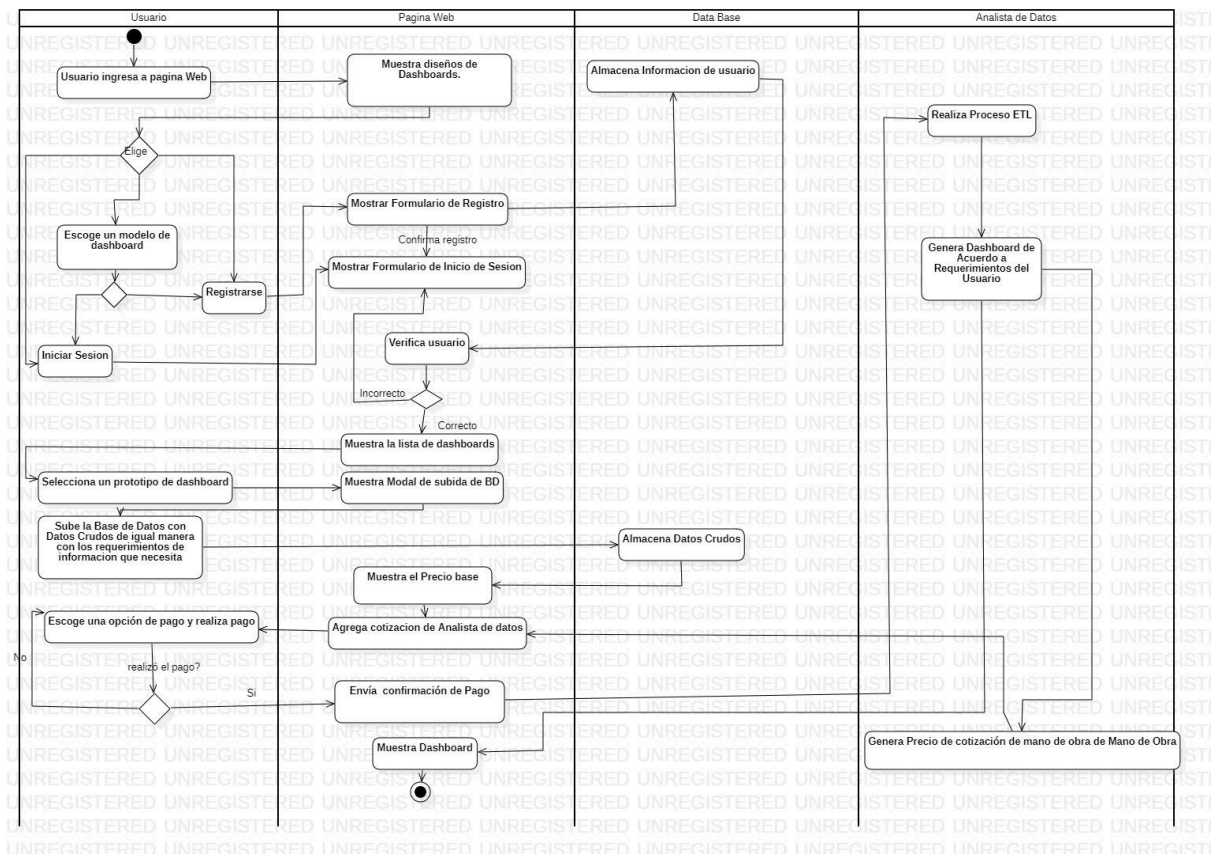 Usuario
Pagina Web
Data Base
Analista de Datos
Usuario ingresa a pagina Web
Muestra diseños de
Dashboards.
Almacena Informacion de usuario
Realiza Proceso ETL
Elige
Escoge un modelo de
dashboard
Mostrar Formulario de Registro
Confirma registro
Mostrar Formulario de Inicio de Sesion
Genera Dashboard de
Acuerdo a
Requerimientos del
Usuario
Registrarse
Iniciar Sesion
Verifica usuario
Incorrecto
Correcto
Muestra la lista de dashboards
Selecciona un prototipo de dashboard
Muestra Modal de subida de BD
Sube la Base de Datos con
Datos Crudos de igual manera
con los requerimientos de
informacion que necesita
Almacena Datos Crudos
Muestra el Precio base
Escoge una opción de pago y realiza pago
Agrega cotizacion de Analista de datos
No
realizó el pago?
Si
Envía confirmación de Pago
Muestra Dashboard
Genera Precio de cotización de mano de obra de Mano de Obra
UNREGISTERED